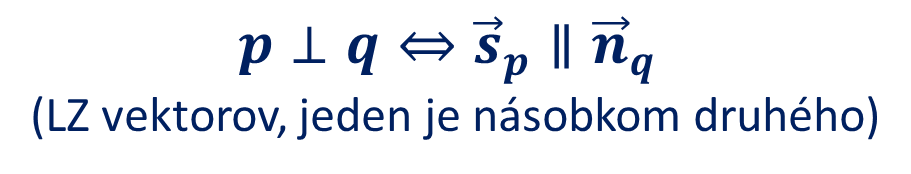 p ⊥ q ⇔ s⃗ₚ ∥ n⃗_q
(LZ vektorov, jeden je násobkom druhého)